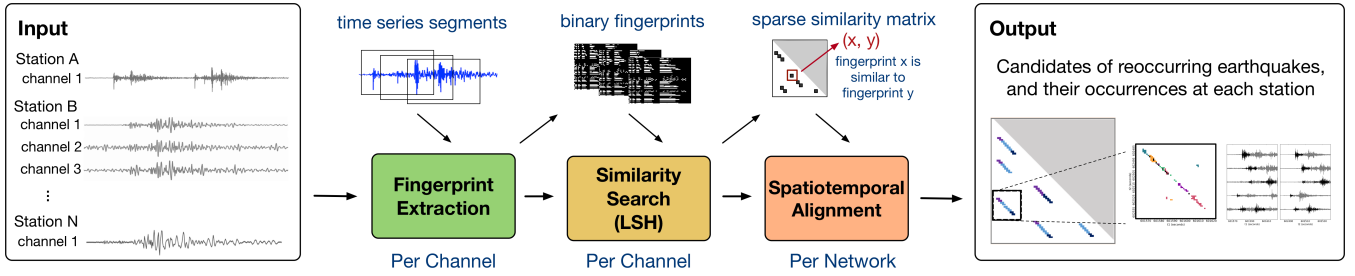 Input
Station A
channel 1
Station B
channel 1
channel 2
channel 3
⋮
Station N
channel 1
time series segments
binary fingerprints
sparse similarity matrix
(x, y)
fingerprint x is
similar to
fingerprint y
Fingerprint
Extraction
Similarity
Search
(LSH)
Spatiotemporal
Alignment
Per Channel
Per Channel
Per Network
Output
Candidates of reoccurring earthquakes,
and their occurrences at each station